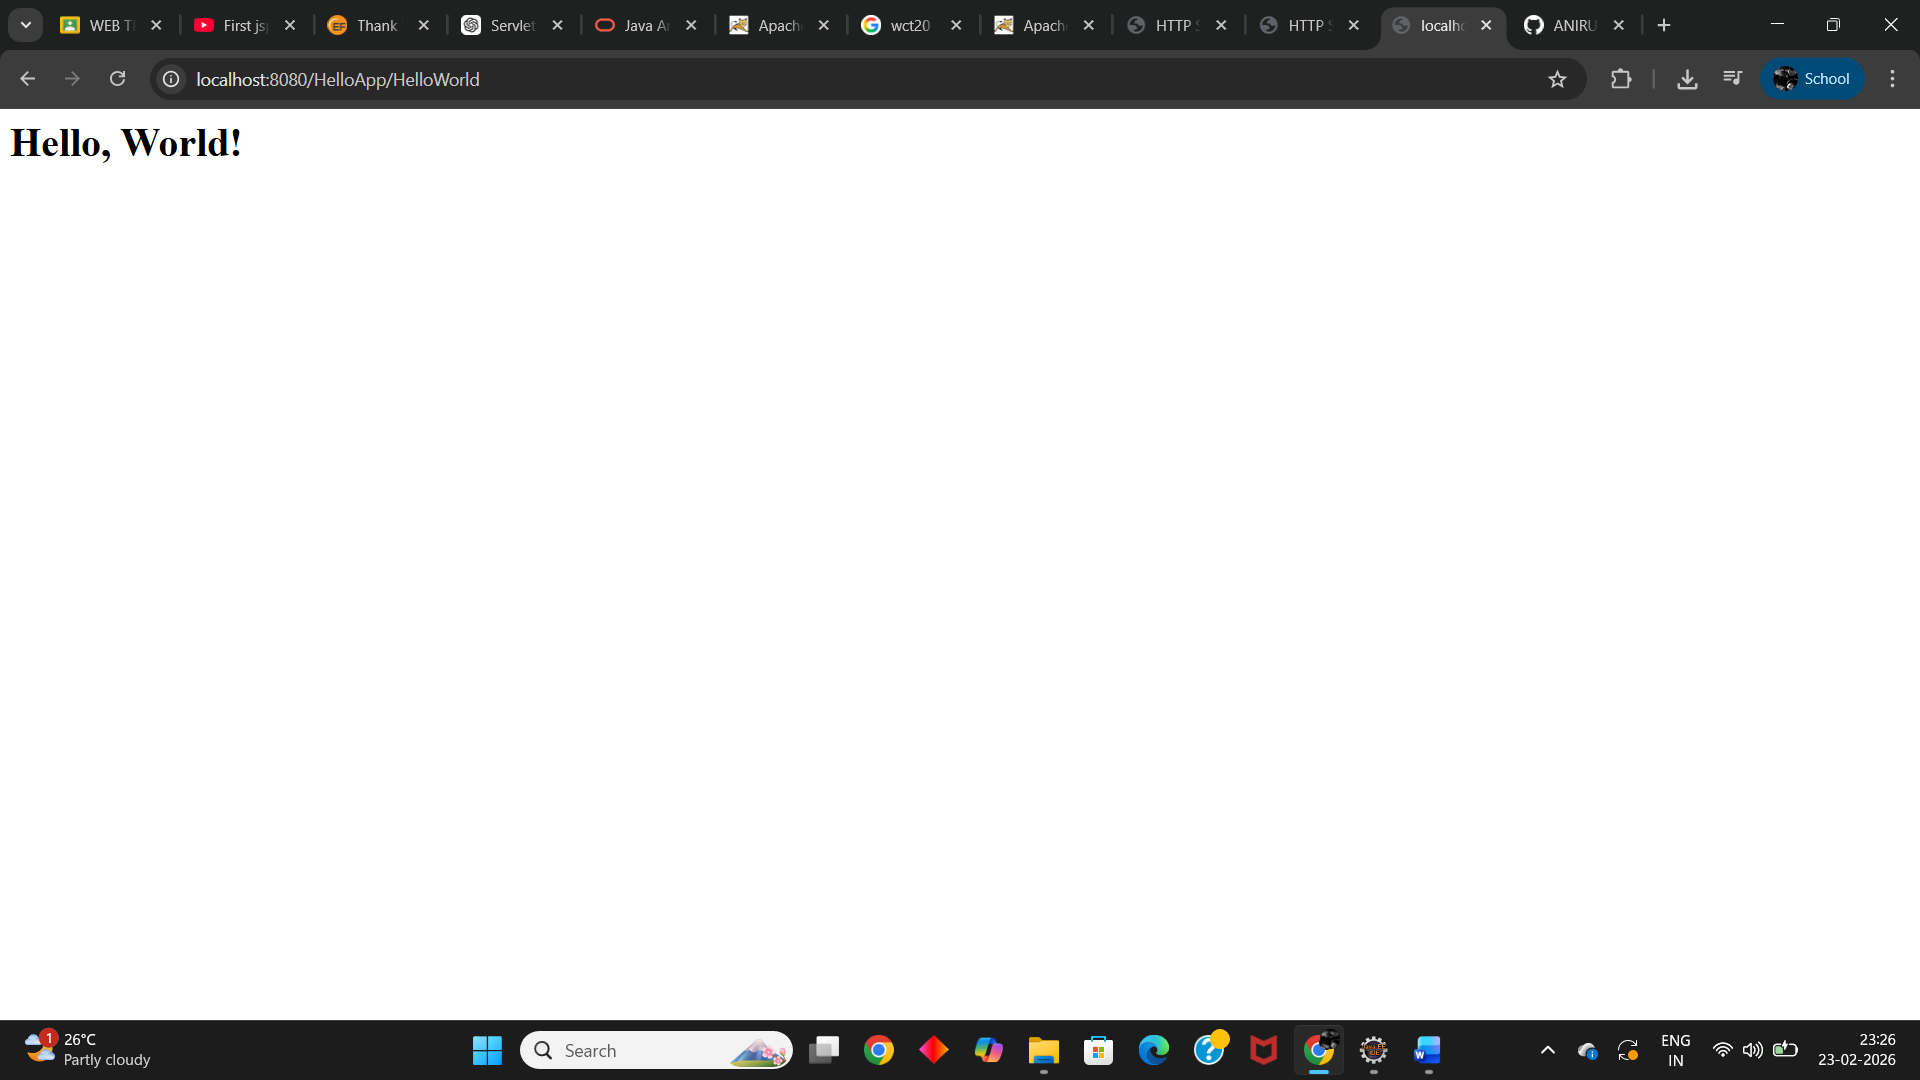 WEB T
First js
Thank
Servlet
Java A
Apach
wct20
Apach
HTTP
HTTP
localh
ANIRU
localhost:8080/HelloApp/HelloWorld
School
Hello, World!
1
26°C
Partly cloudy
Search
ENG
IN
23:26
23-02-2026